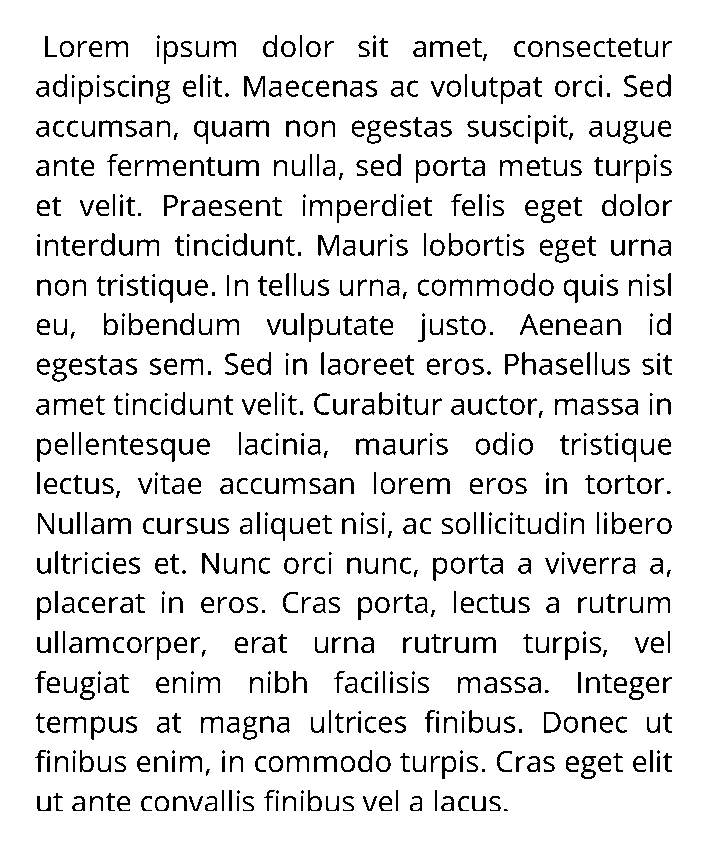 Lorem ipsum dolor sit amet, consectetur
adipiscing elit. Maecenas ac volutpat orci. Sed
accumsan, quam non egestas suscipit, augue
ante fermentum nulla, sed porta metus turpis
et velit. Praesent imperdiet felis eget dolor
interdum tincidunt. Mauris lobortis eget urna
non tristique. In tellus urna, commodo quis nisl
eu, bibendum vulputate justo. Aenean id
egestas sem. Sed in laoreet eros. Phasellus sit
amet tincidunt velit. Curabitur auctor, massa in
pellentesque lacinia, mauris odio tristique
lectus, vitae accumsan lorem eros in tortor.
Nullam cursus aliquet nisi, ac sollicitudin libero
ultricies et. Nunc orci nunc, porta a viverra a,
placerat in eros. Cras porta, lectus a rutrum
ullamcorper, erat urna rutrum turpis, vel
feugiat enim nibh facilisis massa. Integer
tempus at magna ultrices finibus. Donec ut
finibus enim, in commodo turpis. Cras eget elit
ut ante convallis finibus vel a lacus.